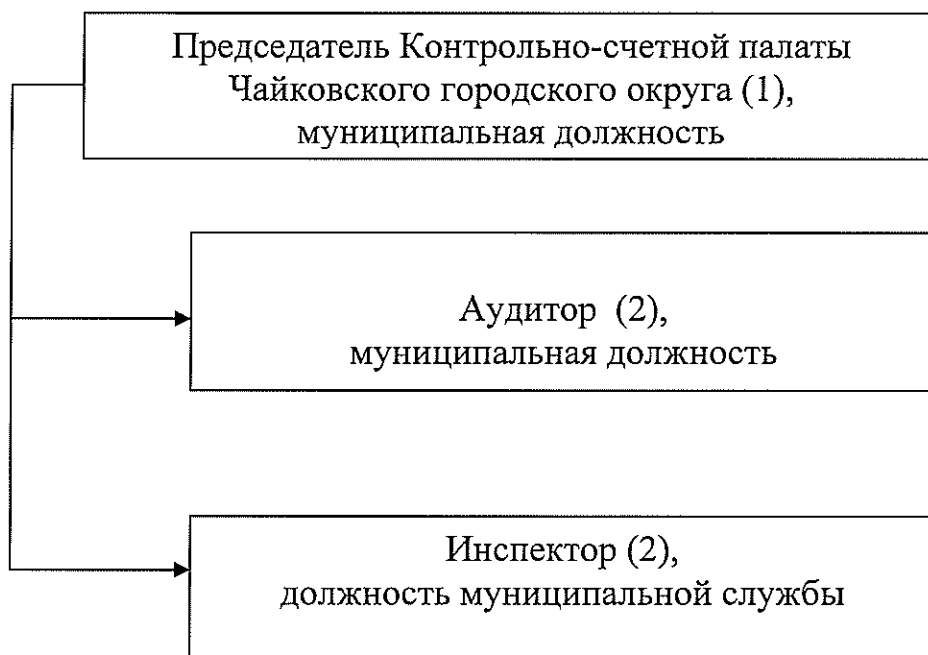 Председатель Контрольно-счетной палаты
Чайковского городского округа (1),
муниципальная должность
Аудитор (2),
муниципальная должность
Инспектор (2),
должность муниципальной службы